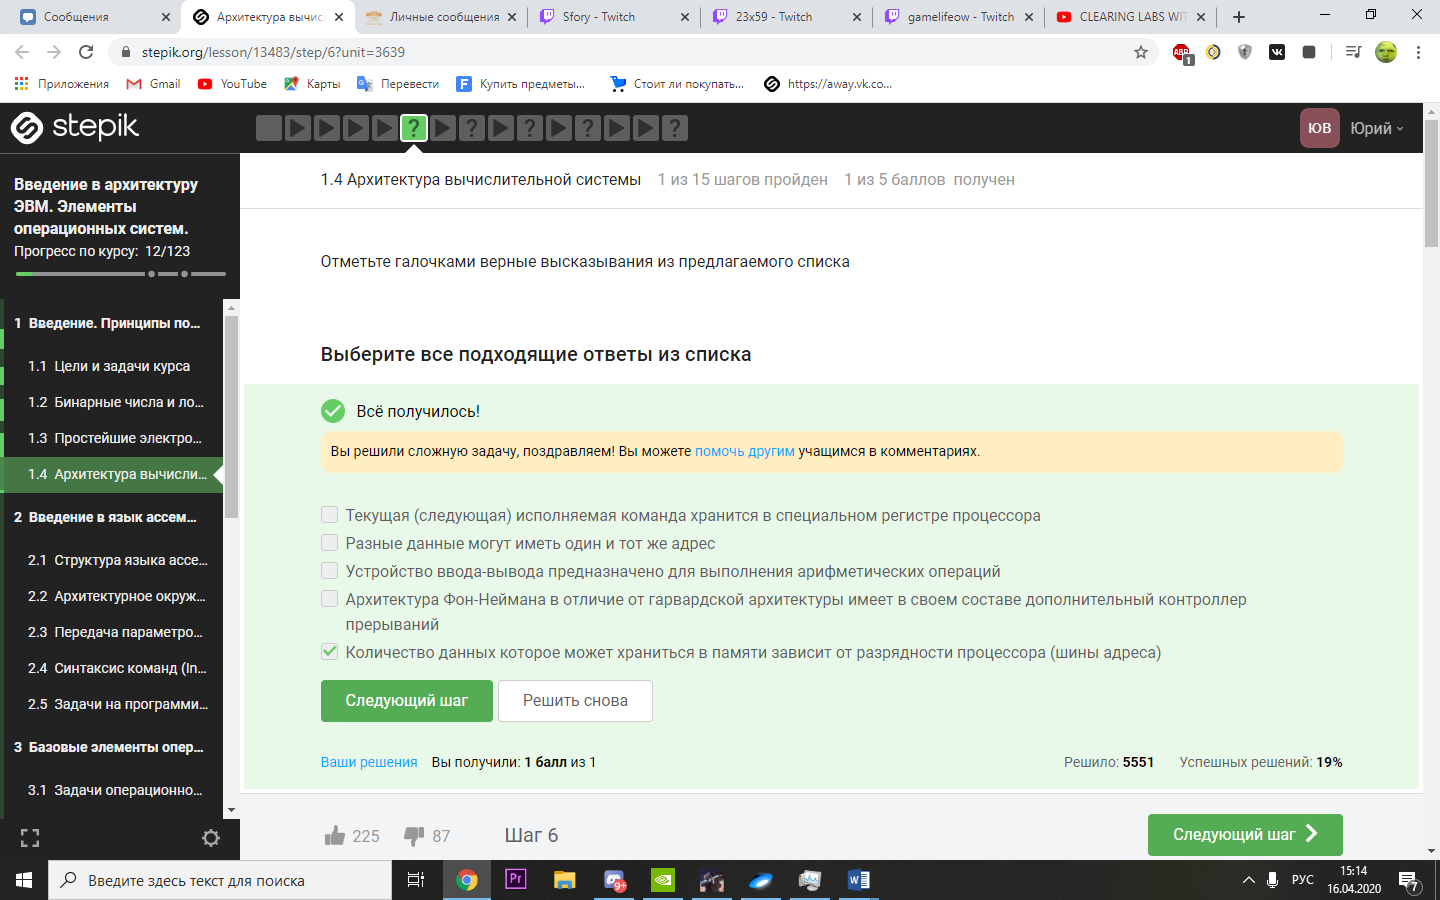 Сообщения
Архитектура вычис
Личные сообщения
Sfory - Twitch
23x59 - Twitch
gamelifeow - Twitch
CLEARING LABS WIT
stepik.org/lesson/13483/step/6?unit=3639
ABP
1
Приложения
Gmail
YouTube
Карты
Перевести
Купить предметы...
Стоит ли покупать...
https://away.vk.co...
stepik
ЮВ
Юрий
Введение в архитектуру
ЭВМ. Элементы
операционных систем.
Прогресс по курсу: 12/123
1 Введение. Принципы по...
1.1 Цели и задачи курса
1.2 Бинарные числа и ло...
1.3 Простейшие электро...
1.4 Архитектура вычисли...
2 Введение в язык ассем...
2.1 Структура языка ассе...
2.2 Архитектурное окруж...
2.3 Передача параметро...
2.4 Синтаксис команд (In...
2.5 Задачи на программи...
3 Базовые элементы опер...
3.1 Задачи операционно...
1.4 Архитектура вычислительной системы 1 из 15 шагов пройден 1 из 5 баллов получен
Отметьте галочками верные высказывания из предлагаемого списка
Выберите все подходящие ответы из списка
Всё получилось!
Вы решили сложную задачу, поздравляем! Вы можете помочь другим учащимся в комментариях.
Текущая (следующая) исполняемая команда хранится в специальном регистре процессора
Разные данные могут иметь один и тот же адрес
Устройство ввода-вывода предназначено для выполнения арифметических операций
Архитектура Фон-Неймана в отличие от гарвардской архитектуры имеет в своем составе дополнительный контроллер
прерываний
Количество данных которое может храниться в памяти зависит от разрядности процессора (шины адреса)
Следующий шаг
Решить снова
Ваши решения Вы получили: 1 балл из 1
Решило: 5551 Успешных решений: 19%
225
87
Шаг 6
Следующий шаг
Введите здесь текст для поиска
Pr
9+
W
РУС
15:14
16.04.2020
7